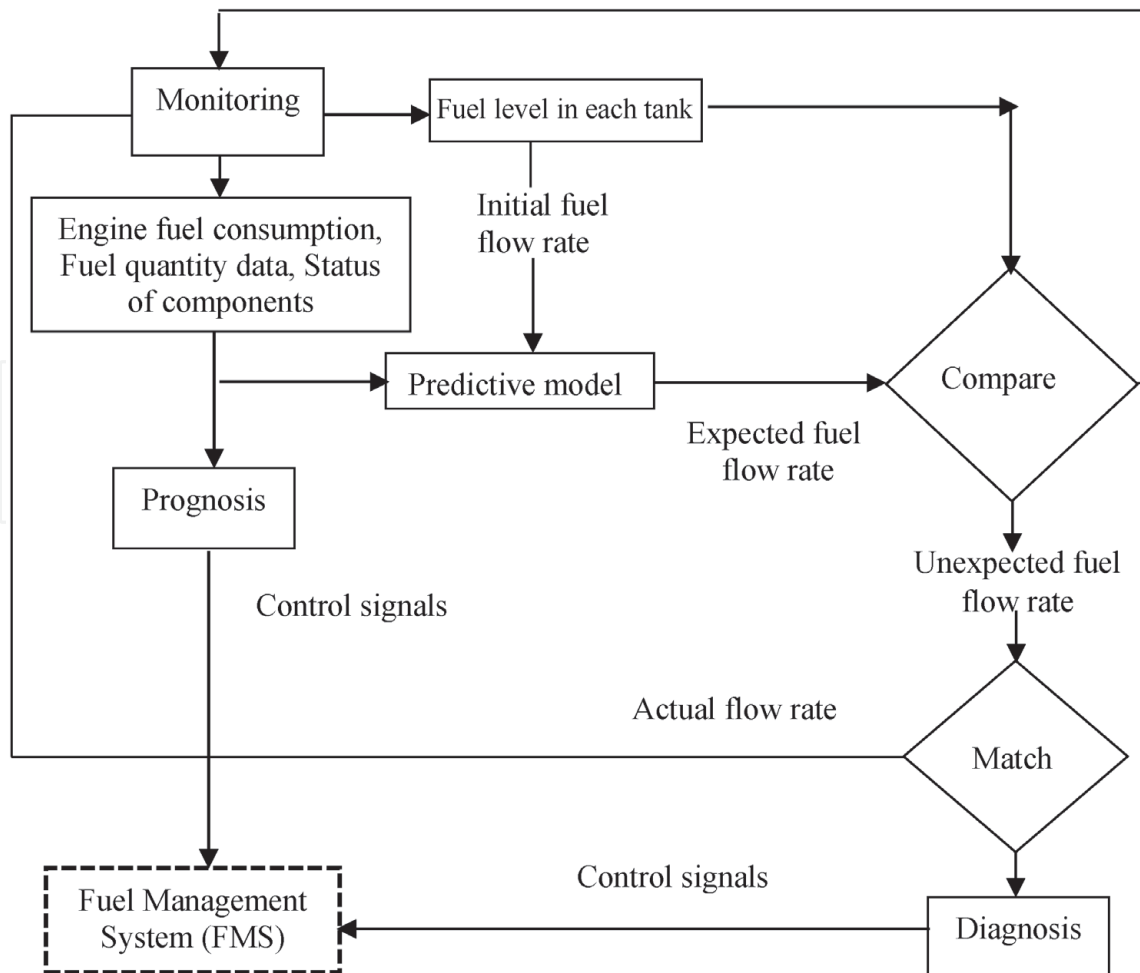 Monitoring
Fuel level in each tank
Engine fuel consumption,
Fuel quantity data, Status
of components
Initial fuel
flow rate
Predictive model
Compare
Expected fuel
flow rate
Prognosis
Unexpected fuel
flow rate
Control signals
Actual flow rate
Match
Control signals
Fuel Management
System (FMS)
Diagnosis